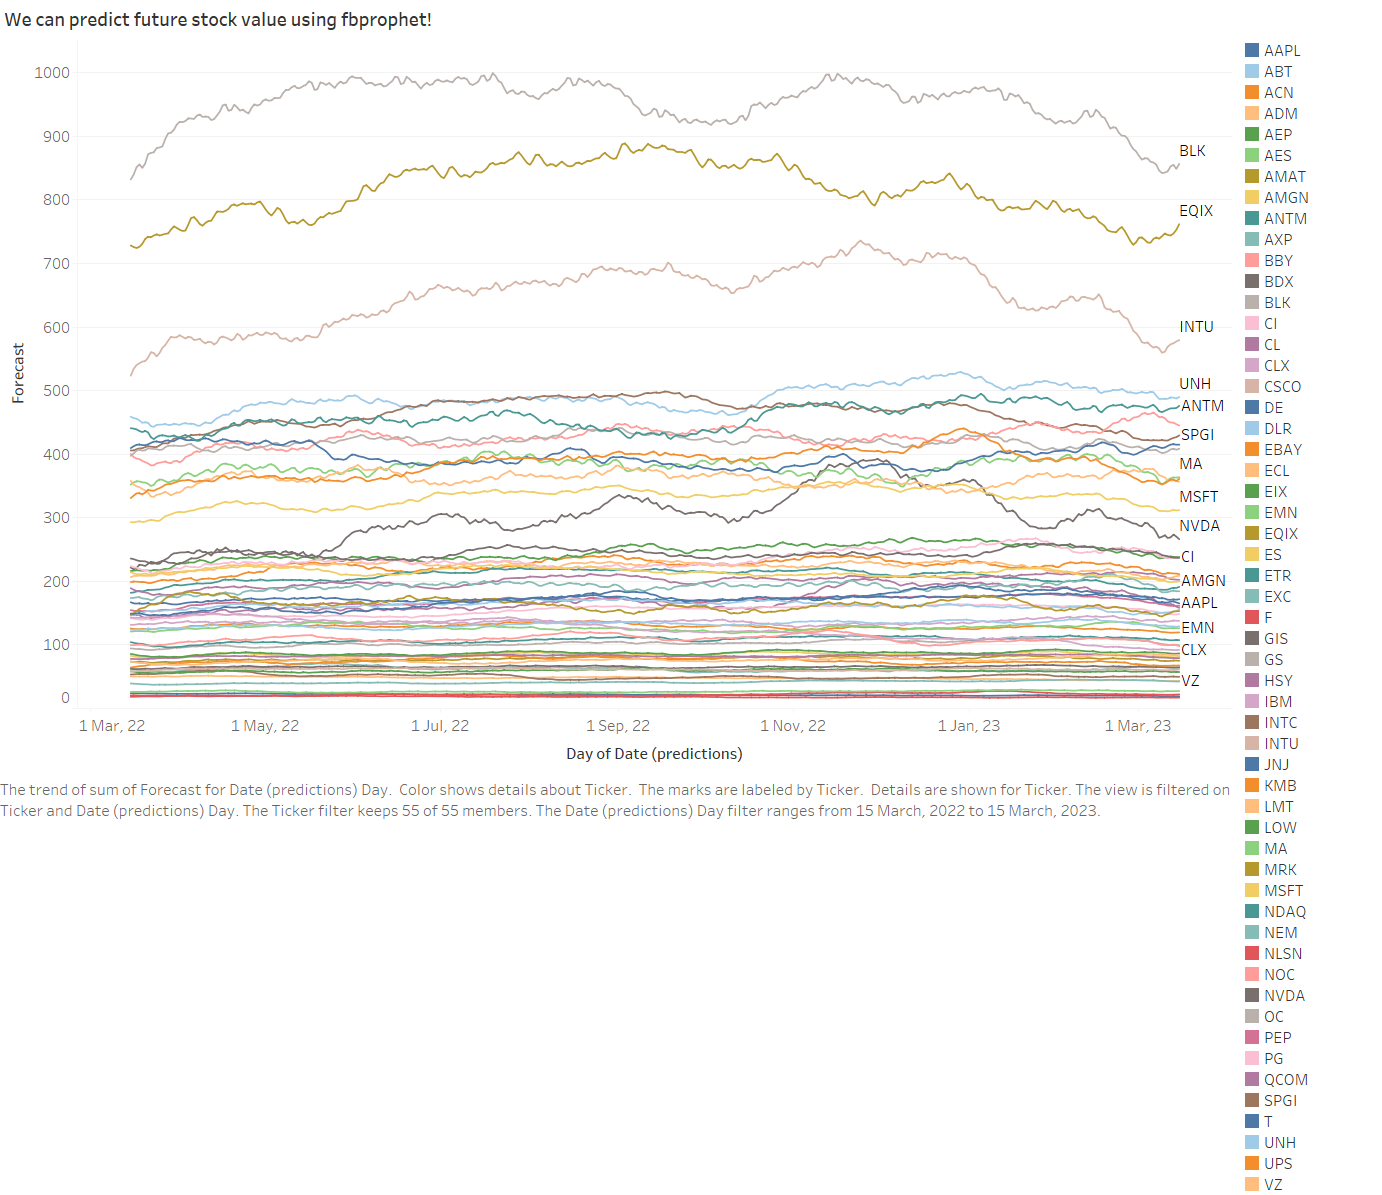 We can predict future stock value using fbprophet!
1000
900
800
700
600
500
400
300
200
100
0
Forecast
BLK
EQIX
INTU
UNH
ANTM
SPGI
MA
MSFT
NVDA
CI
AMGN
AAPL
EMN
CLX
VZ
1 Mar, 22
1 May, 22
1 Jul, 22
1 Sep, 22
1 Nov, 22
1 Jan, 23
1 Mar, 23
Day of Date (predictions)
The trend of sum of Forecast for Date (predictions) Day.  Color shows details about Ticker.  The marks are labeled by Ticker.  Details are shown for Ticker. The view is filtered on
Ticker and Date (predictions) Day. The Ticker filter keeps 55 of 55 members. The Date (predictions) Day filter ranges from 15 March, 2022 to 15 March, 2023.
AAPL
ABT
ACN
ADM
AEP
AES
AMAT
AMGN
ANTM
AXP
BBY
BDX
BLK
CI
CL
CLX
CSCO
DE
DLR
EBAY
ECL
EIX
EMN
EQIX
ES
ETR
EXC
F
GIS
GS
HSY
IBM
INTC
INTU
JNJ
KMB
LMT
LOW
MA
MRK
MSFT
NDAQ
NEM
NLSN
NOC
NVDA
OC
PEP
PG
QCOM
SPGI
T
UNH
UPS
VZ